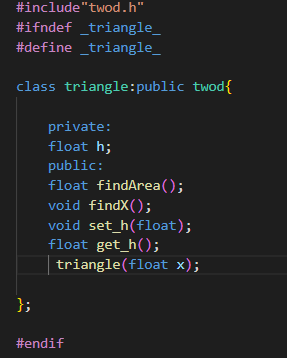 #include"twod.h"
#ifndef _triangle_
#define _triangle_
class triangle:public twod{
private:
float h;
public:
float findArea();
void findX();
void set_h(float);
float get_h();
triangle(float x);
};
#endif